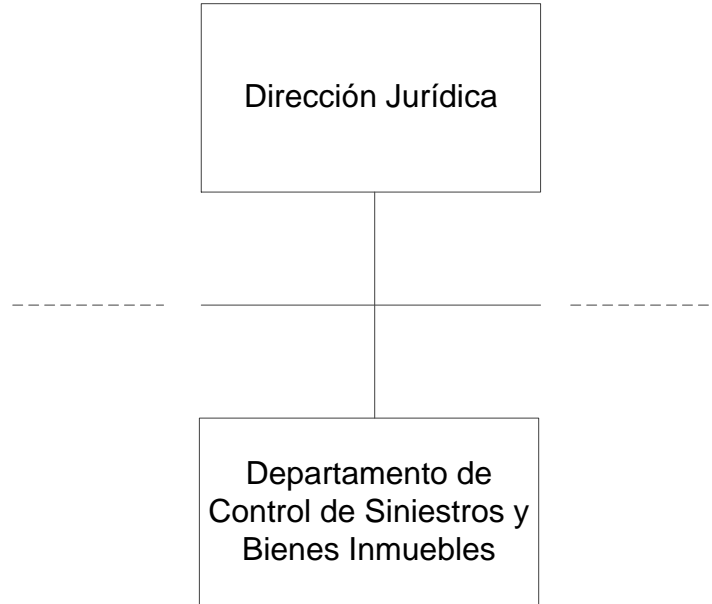 Dirección Jurídica
Departamento de
Control de Siniestros y
Bienes Inmuebles